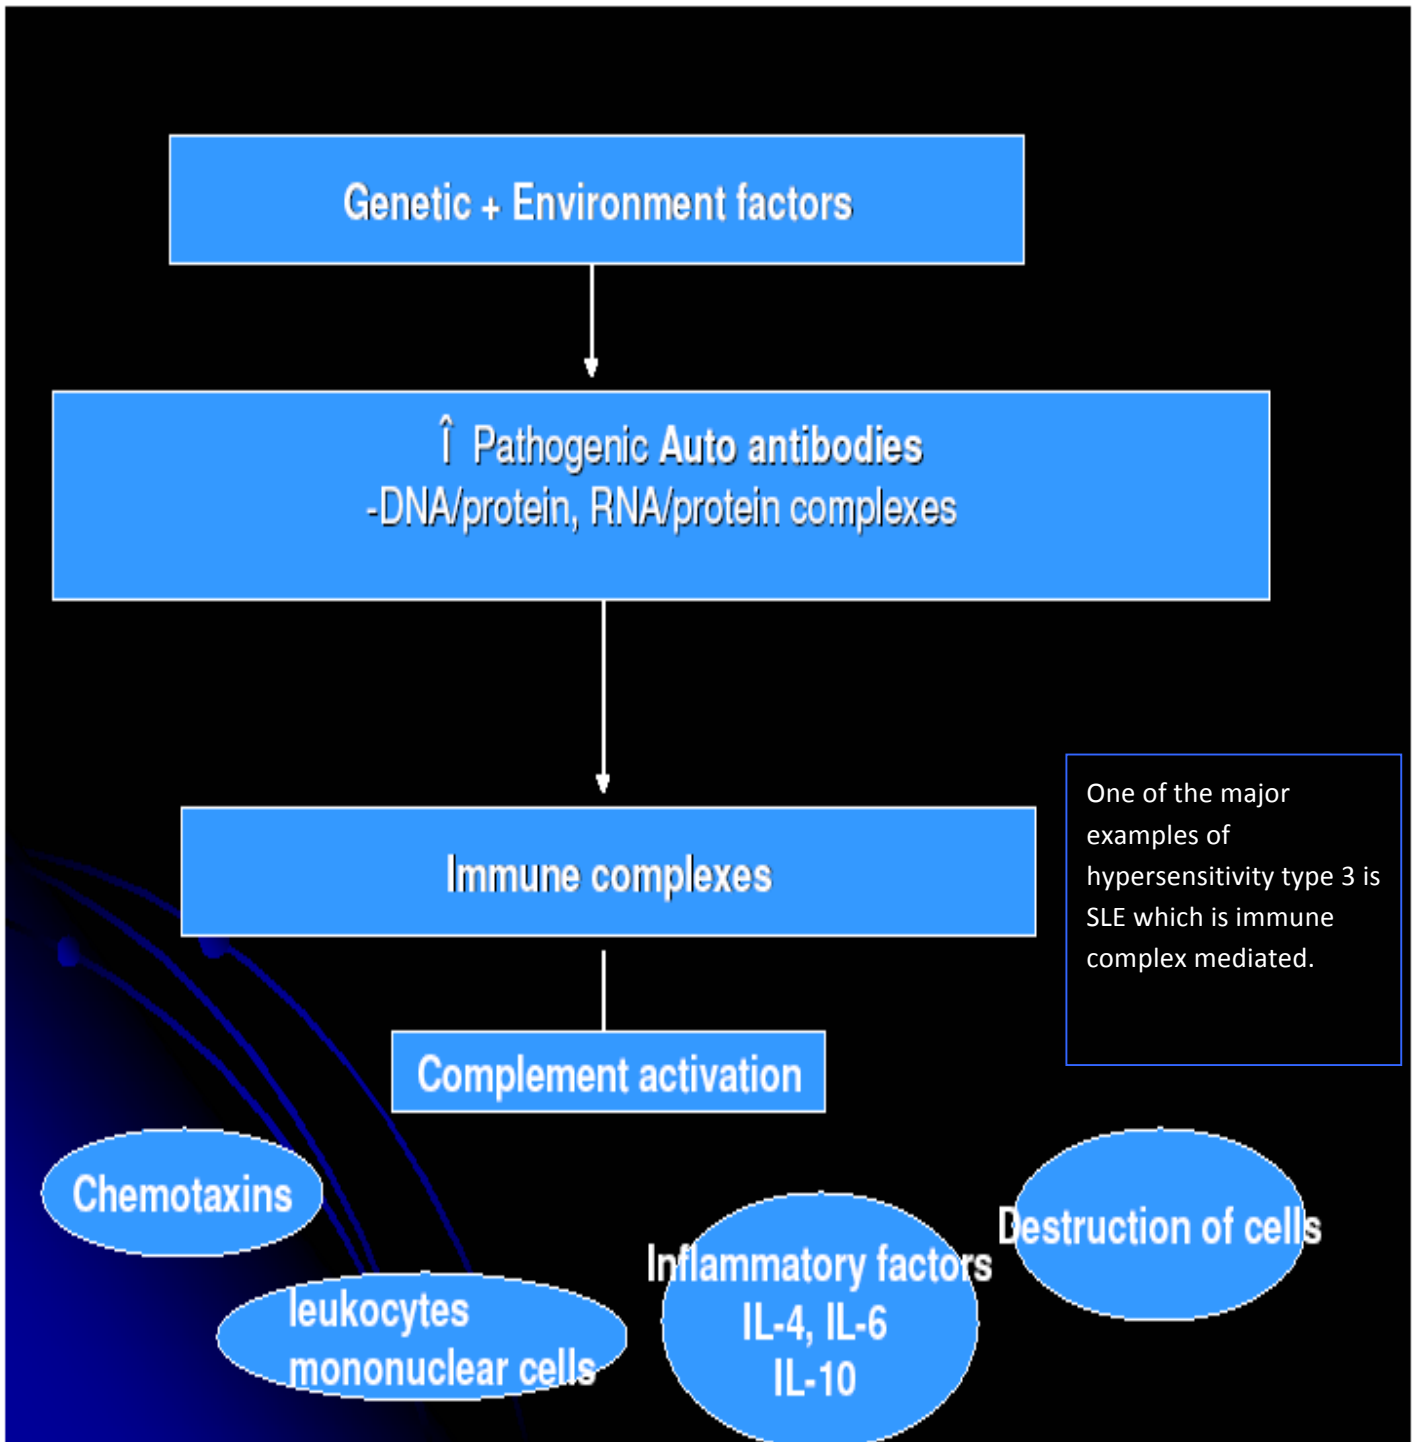 Genetic + Environment factors
Î Pathogenic Auto antibodies
-DNA/protein, RNA/protein complexes
Immune complexes
One of the major
examples of
hypersensitivity type 3 is
SLE which is immune
complex mediated.
Complement activation
Chemotaxins
leukocytes
mononuclear cells
Inflammatory factors
IL-4, IL-6
IL-10
Destruction of cells